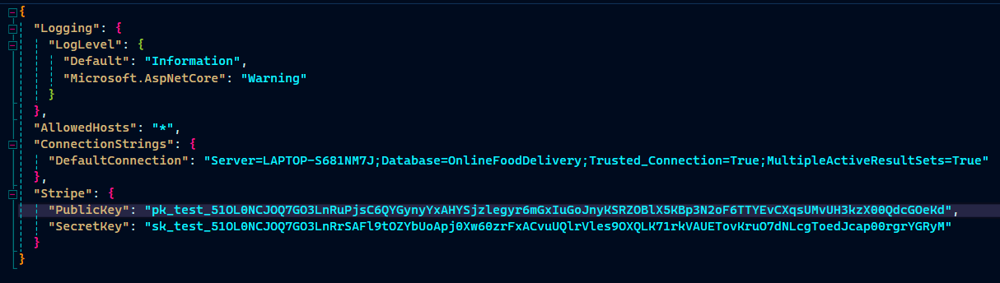 {
"Logging": {
"LogLevel": {
"Default": "Information",
"Microsoft.AspNetCore": "Warning"
}
},
"AllowedHosts": "*",
"ConnectionStrings": {
"DefaultConnection": "Server=LAPTOP-S681NM7J;Database=OnlineFoodDelivery;Trusted_Connection=True;MultipleActiveResultSets=True"
},
"Stripe": {
"PublicKey": "pk_test_51OL0NCJOQ7GO3LnRuPjsC6QYGynyYxAHYSjzlegyr6mGxIuGoJnyKSRZOBlX5KBp3N2oF6TTYEvCXqsUMvUH3kzX00QdcGOeKd",
"SecretKey": "sk_test_51OL0NCJOQ7GO3LnRrSAFl9tOZYbUoApj0Xw60zrFxACvuUQlrVles9OXQLK71rkVAUETovKruO7dNLcgToedJcap00rgrYGRyM"
}
}